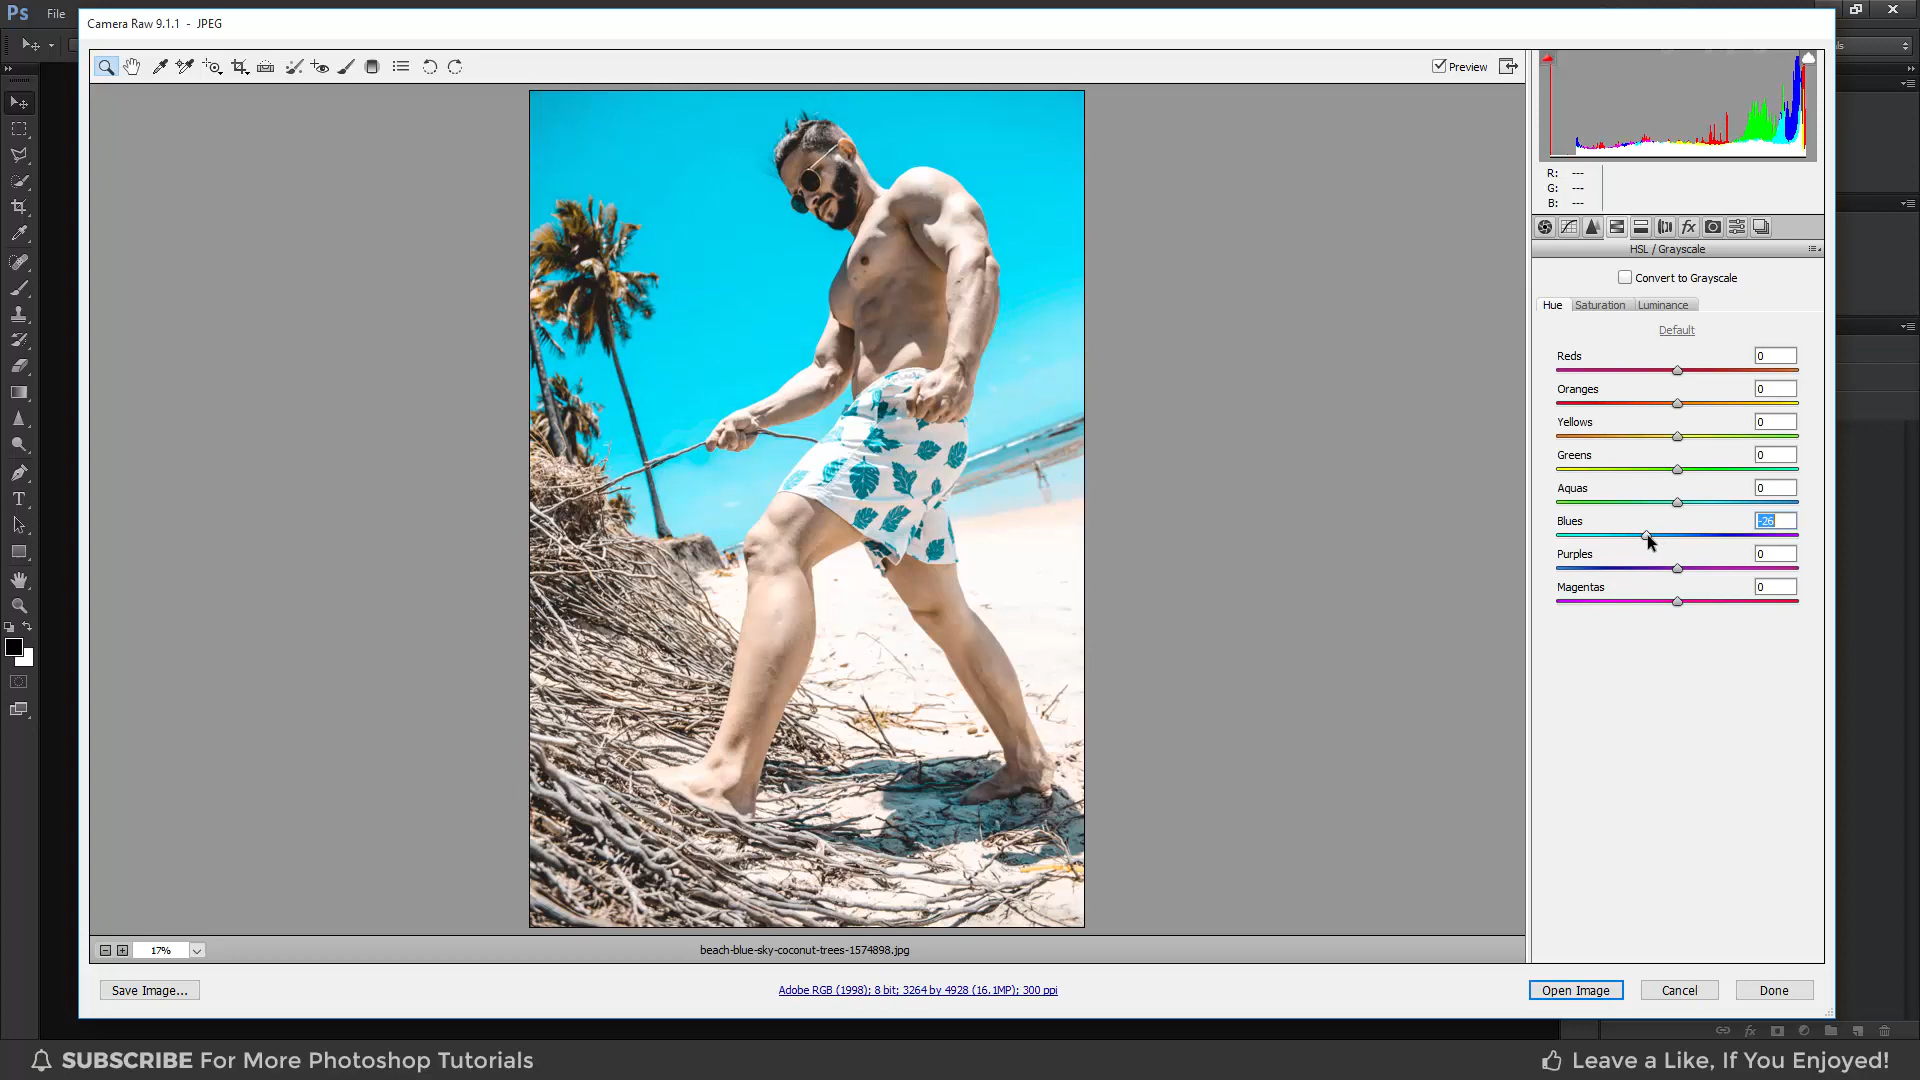 Ps File
Camera Raw 9.1.1 - JPEG
Preview
R: ---
G: ---
B: ---
fx
HSL / Grayscale
Convert to Grayscale
Hue Saturation Luminance
Default
Reds 0
Oranges 0
Yellows 0
Greens 0
Aquas 0
Blues -26
Purples 0
Magentas 0
17%
beach-blue-sky-coconut-trees-1574898.jpg
Save Image...
Adobe RGB (1998); 8 bit; 3264 by 4928 (16.1MP); 300 ppi
Open Image Cancel Done
fx
SUBSCRIBE For More Photoshop Tutorials
Leave a Like, If You Enjoyed!